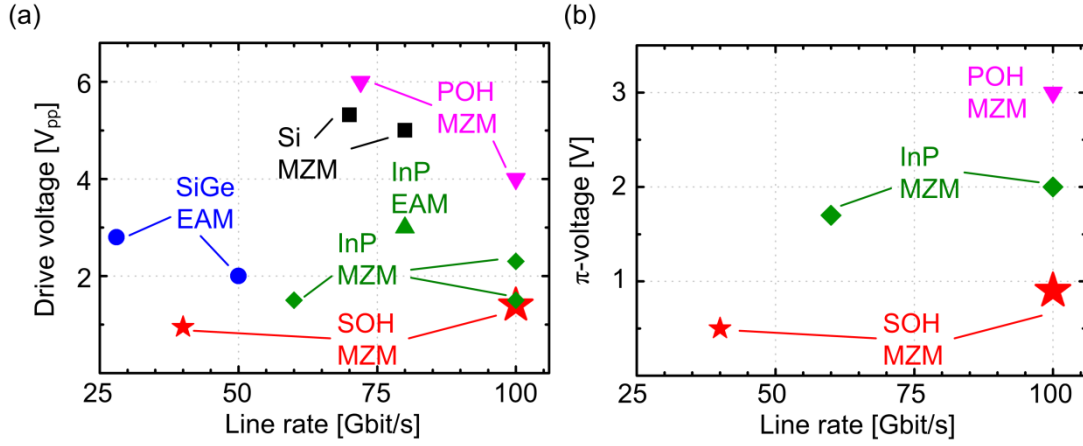 (a)
Drive voltage [Vpp]
6
4
2
POH
MZM
Si
MZM
InP
EAM
SiGe
EAM
InP
MZM
SOH
MZM
25
50
75
100
Line rate [Gbit/s]
(b)
π-voltage [V]
3
2
1
POH
MZM
InP
MZM
SOH
MZM
25
50
75
100
Line rate [Gbit/s]